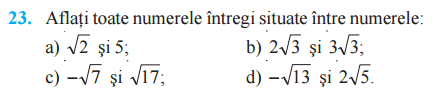 23. Aflați toate numerele întregi situate între numerele:
a) √2 și 5; b) 2√3 și 3√3;
c) −√7 și √17; d) −√13 și 2√5.